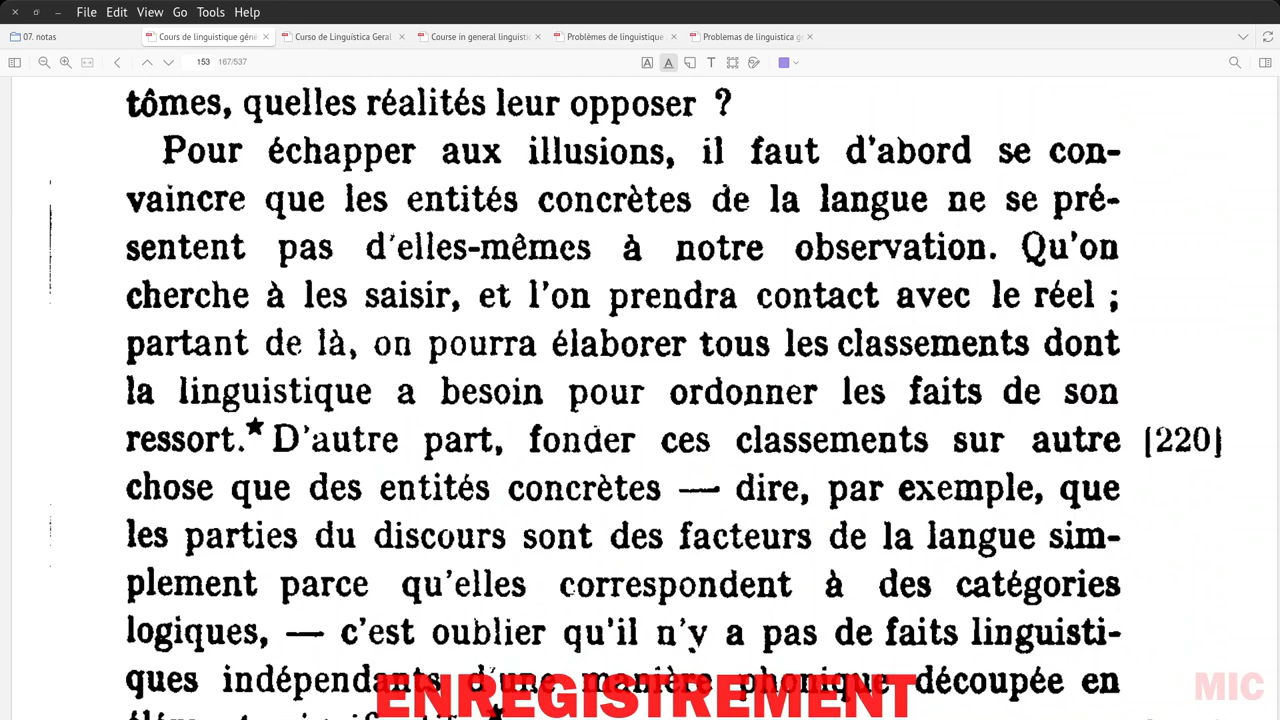 File Edit View Go Tools Help
07. notas
Cours de linguistique géné
Curso de Linguística Geral
Course in general linguisti
Problèmes de linguistique
Problemas de linguistica g
153 167/537
tômes, quelles réalités leur opposer ?
Pour échapper aux illusions, il faut d'abord se con-
vaincre que les entités concrètes de la langue ne se pré-
sentent pas d'elles-mêmes à notre observation. Qu'on
cherche à les saisir, et l'on prendra contact avec le réel ;
partant de là, on pourra élaborer tous les classements dont
la linguistique a besoin pour ordonner les faits de son
ressort.★ D'autre part, fonder ces classements sur autre [220]
chose que des entités concrètes — dire, par exemple, que
les parties du discours sont des facteurs de la langue sim-
plement parce qu'elles correspondent à des catégories
logiques, — c'est oublier qu'il n'y a pas de faits linguisti-
ques indépendants d'une manière phonique découpée en
ENREGISTREMENT
MIC